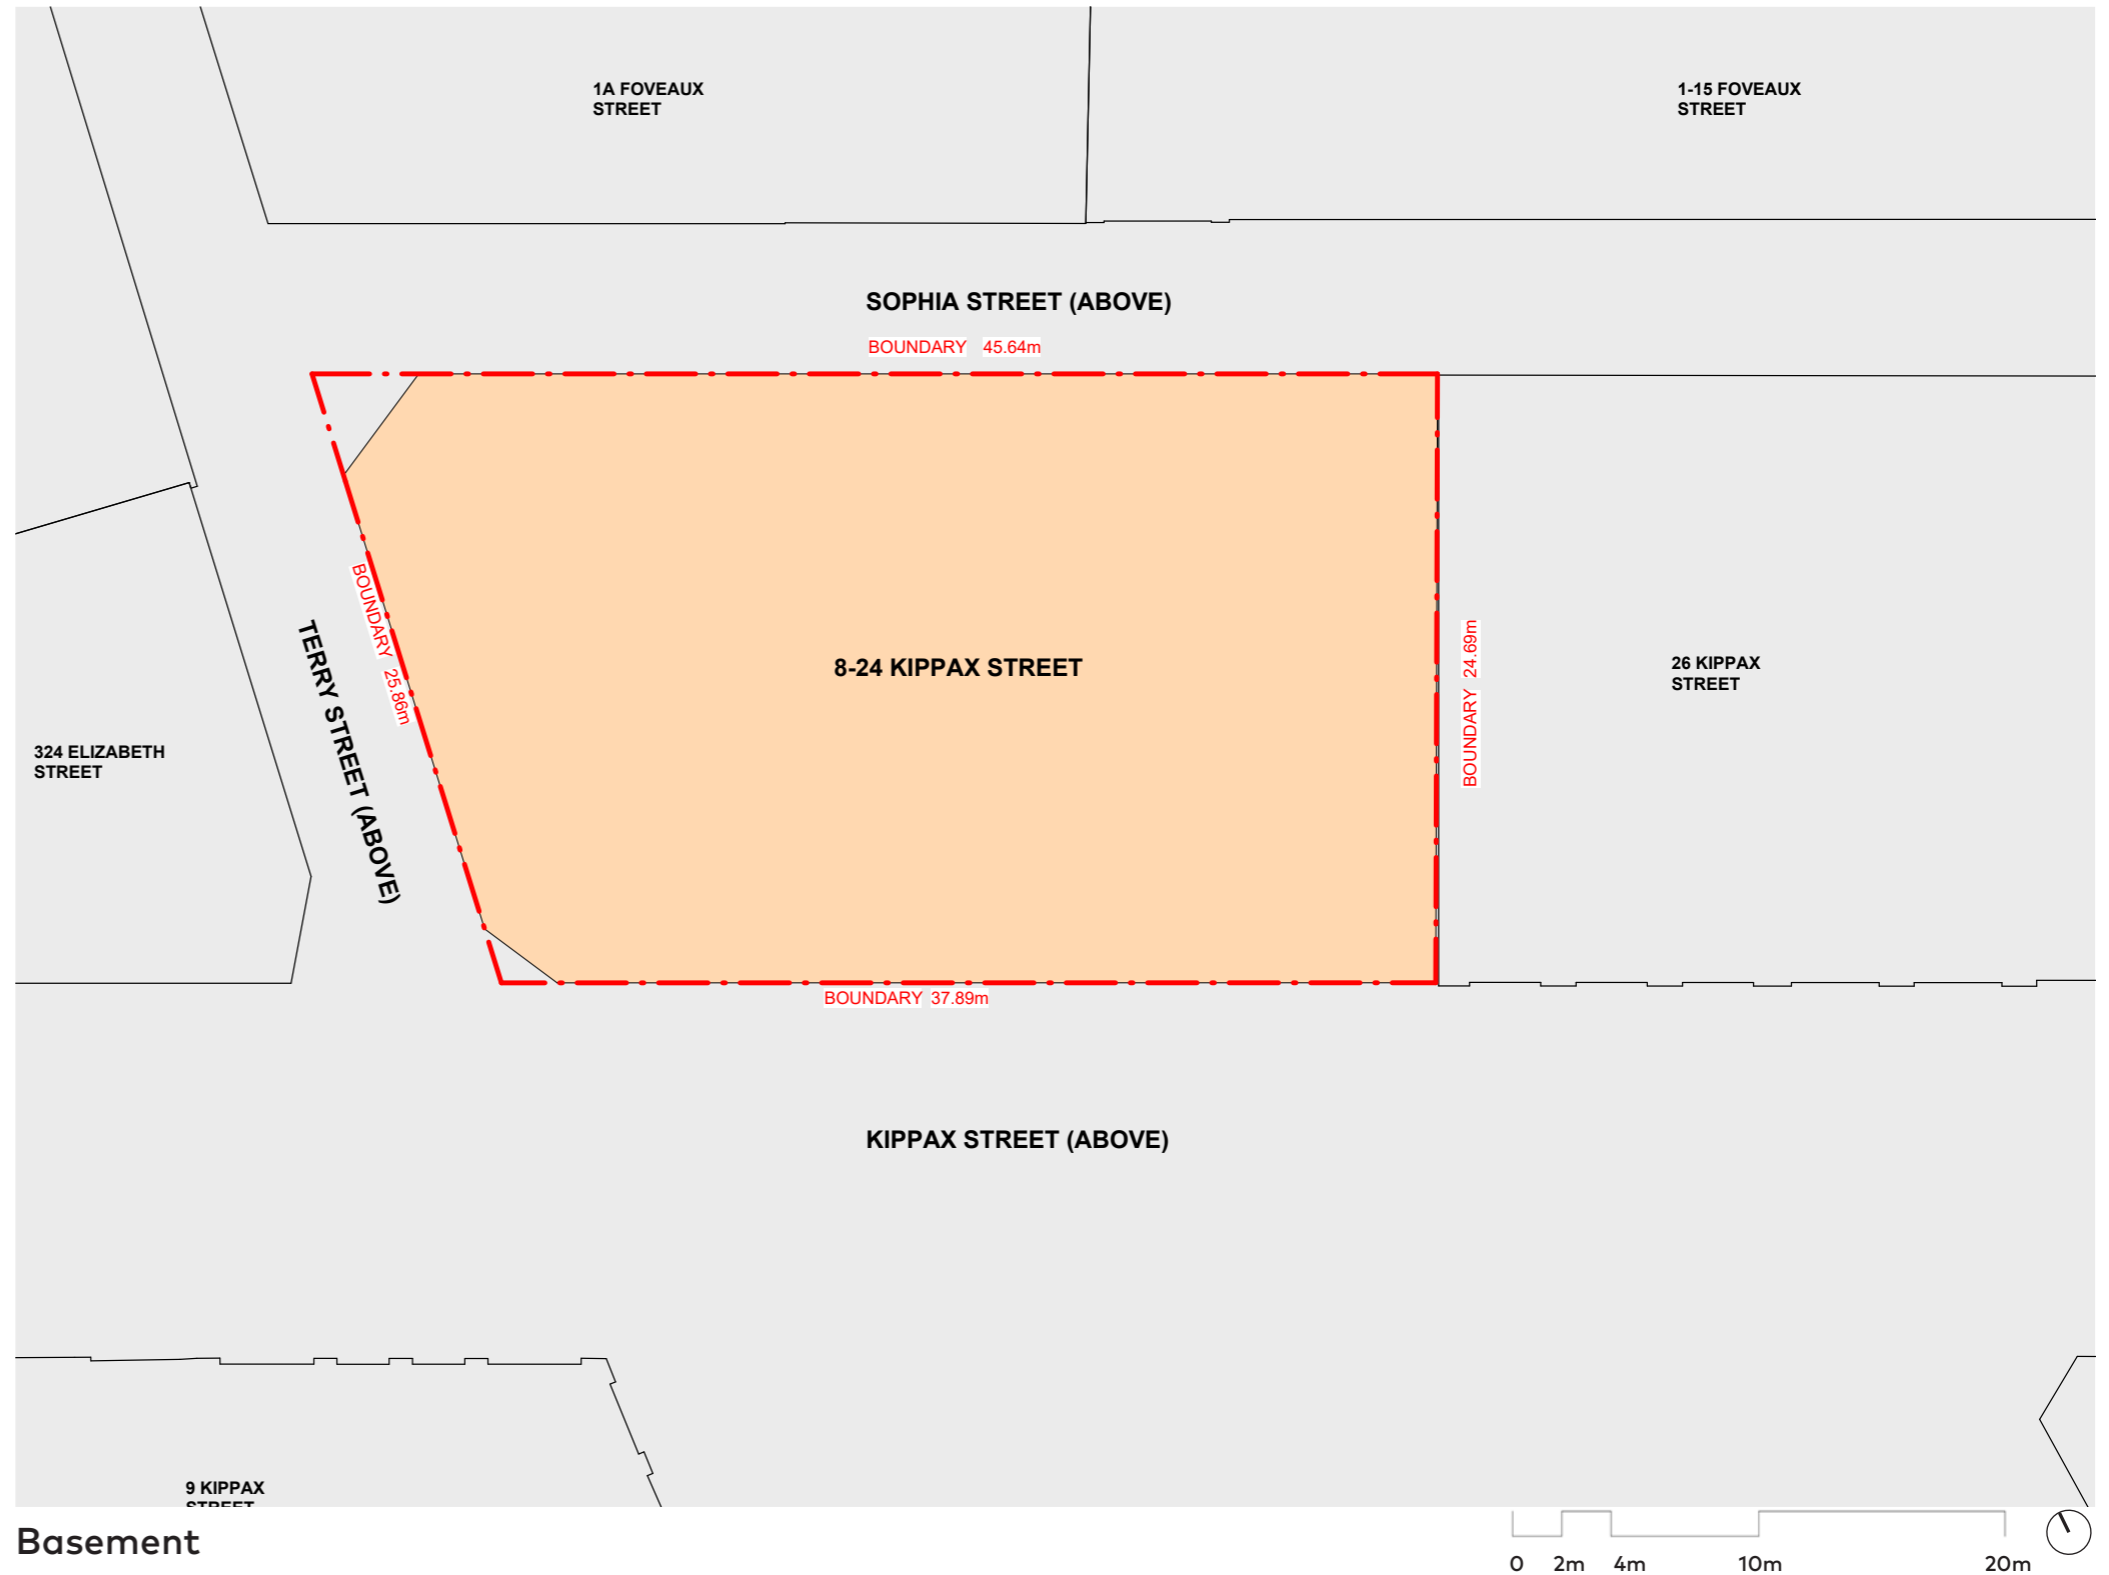 1A FOVEAUX
STREET
1-15 FOVEAUX
STREET
SOPHIA STREET (ABOVE)
BOUNDARY 45.64m
BOUNDARY 25.86m
TERRY STREET (ABOVE)
8-24 KIPPAX STREET
BOUNDARY 24.69m
26 KIPPAX
STREET
324 ELIZABETH
STREET
BOUNDARY 37.89m
KIPPAX STREET (ABOVE)
9 KIPPAX
STREET
Basement
0 2m 4m 10m 20m